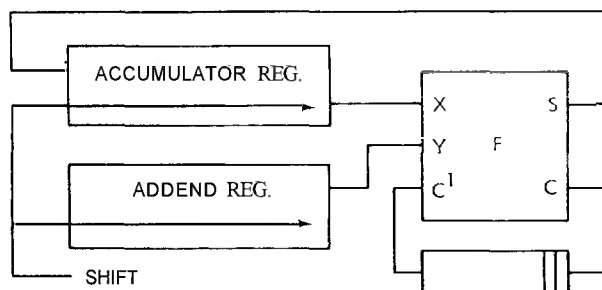 ACCUMULATOR REG.
X S
Y F
ADDEND REG.
C¹ C
SHIFT